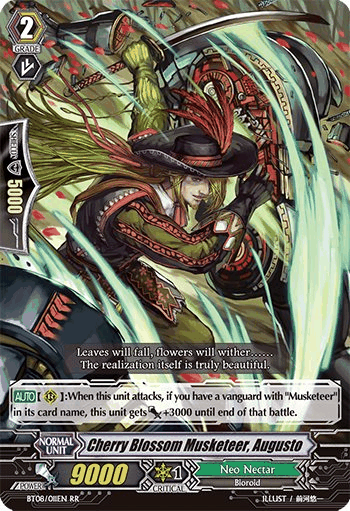 2
GRADE
SHIELD
5000
Leaves will fall, flowers will wither......
The realization itself is truly beautiful.
AUTO [ V/R ]:When this unit attacks, if you have a vanguard with "Musketeer"
in its card name, this unit gets +3000 until end of that battle.
NORMAL UNIT
Cherry Blossom Musketeer, Augusto
POWER
9000
1
CRITICAL
Neo Nectar
Bioroid
BT08/011EN RR
ILLUST / 前河悠一